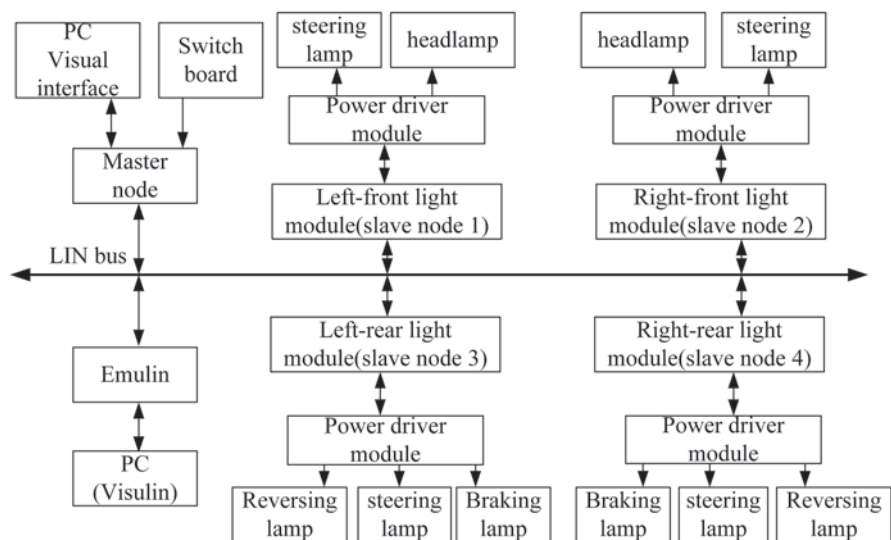 PC
Visual
interface
Switch
board
steering
lamp
headlamp
headlamp
steering
lamp
Power driver
module
Power driver
module
Master
node
Left-front light
module(slave node 1)
Right-front light
module(slave node 2)
LIN bus
Left-rear light
module(slave node 3)
Right-rear light
module(slave node 4)
Emulin
Power driver
module
Power driver
module
PC
(Visulin)
Reversing
lamp
steering
lamp
Braking
lamp
Braking
lamp
steering
lamp
Reversing
lamp